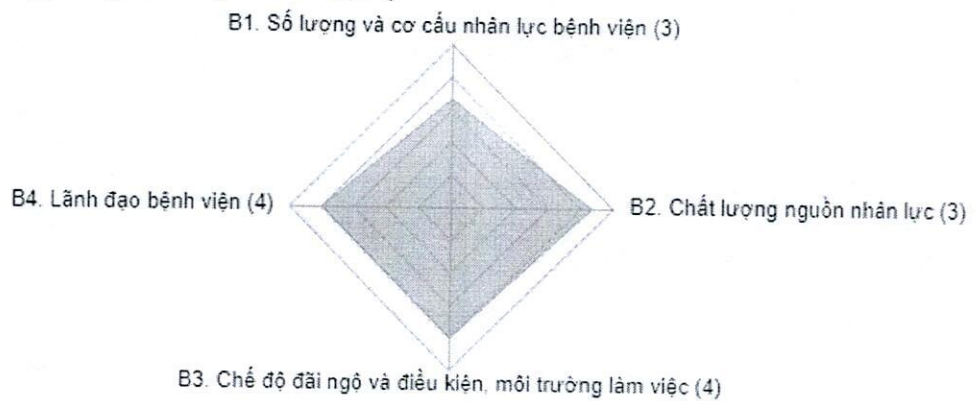 B1. Số lượng và cơ cấu nhân lực bệnh viện (3)
B4. Lãnh đạo bệnh viện (4)
B2. Chất lượng nguồn nhân lực (3)
B3. Chế độ đãi ngộ và điều kiện, môi trường làm việc (4)